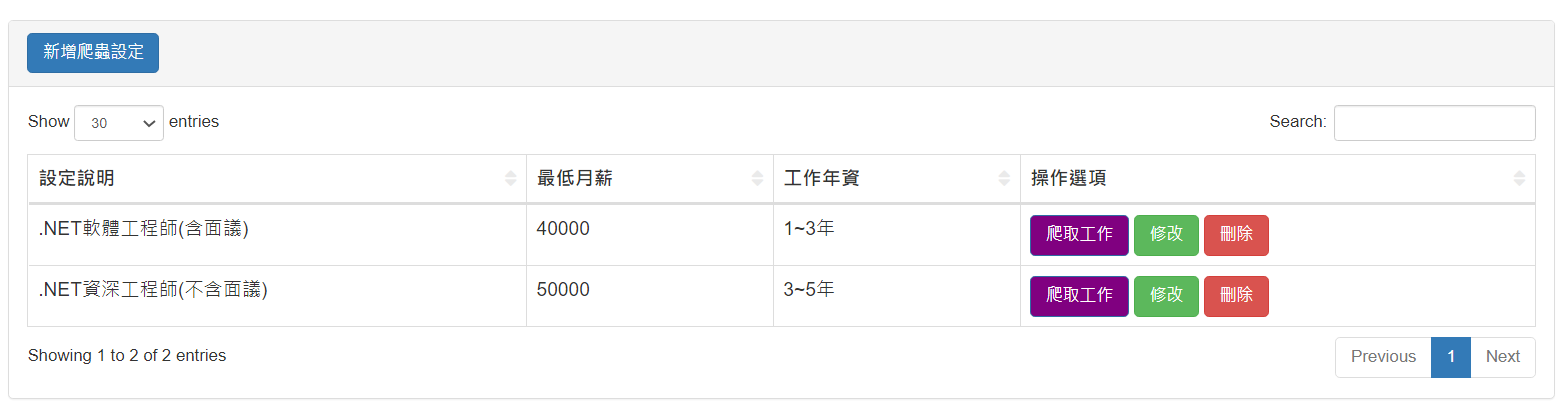 新增爬蟲設定
Show 30 entries Search:
設定說明 最低月薪 工作年資 操作選項
.NET軟體工程師(含面議) 40000 1~3年 爬取工作 修改 刪除
.NET資深工程師(不含面議) 50000 3~5年 爬取工作 修改 刪除
Showing 1 to 2 of 2 entries Previous 1 Next